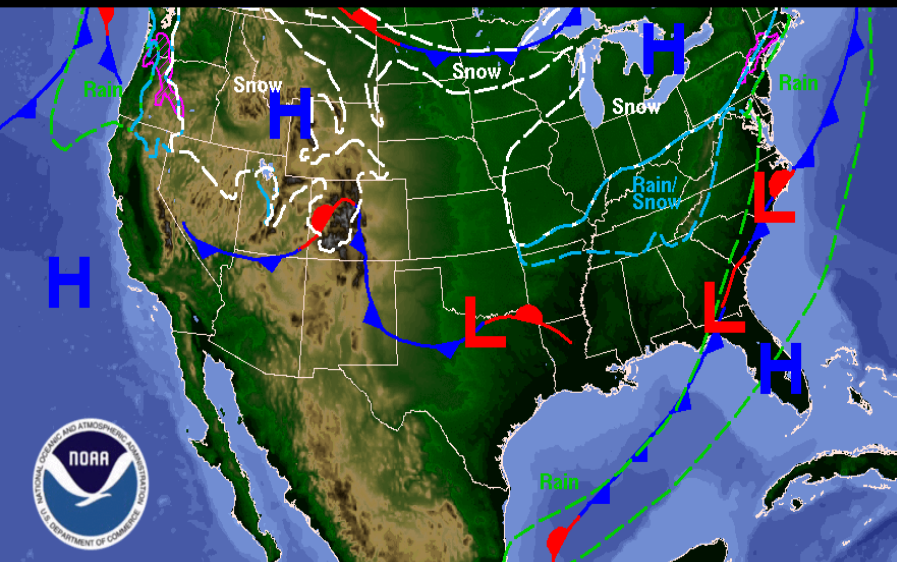 H
Snow
Rain
Snow
H
Snow
Rain
Rain/
Snow
L
H
L
L
H
Rain
NATIONAL OCEANIC AND ATMOSPHERIC ADMINISTRATION
NOAA
U.S. DEPARTMENT OF COMMERCE